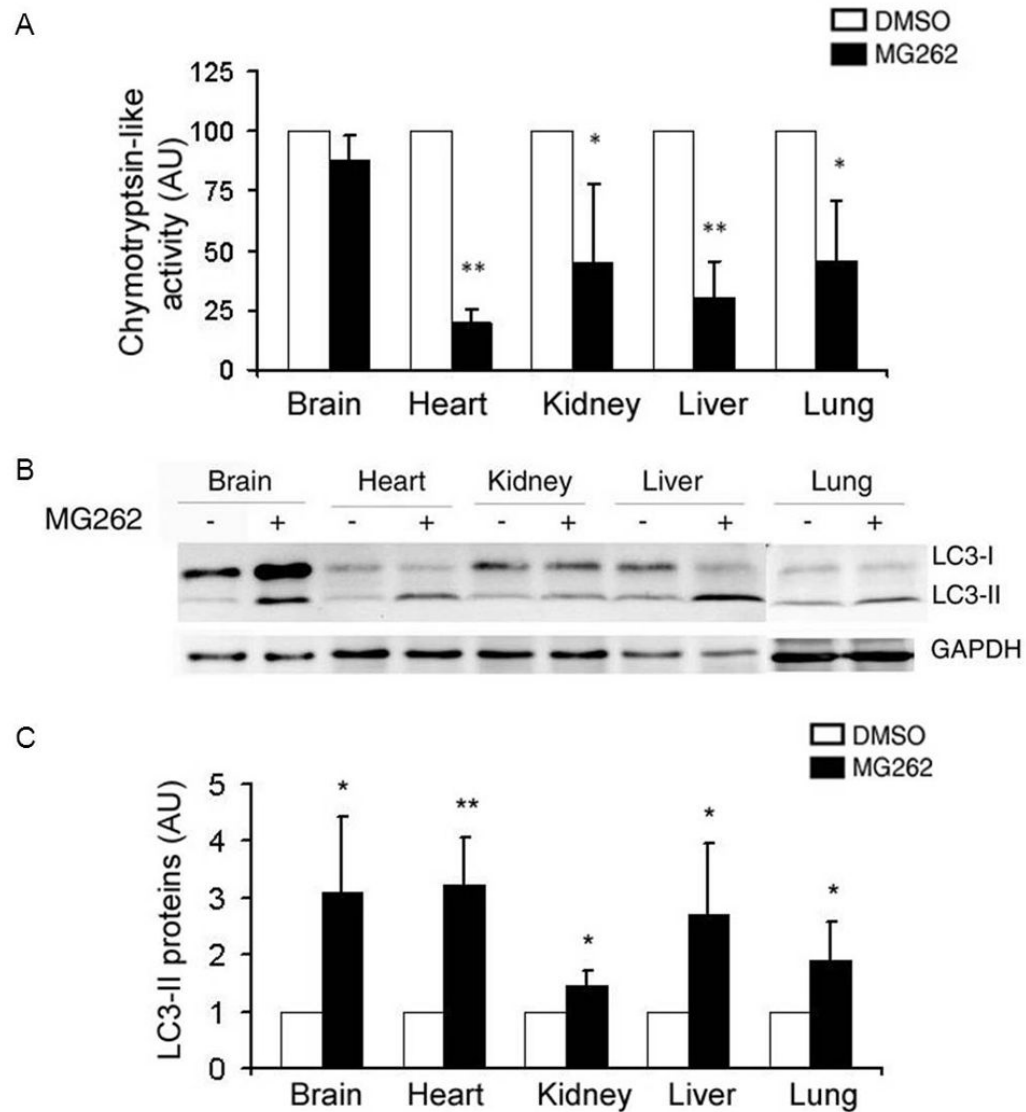 A
DMSO
MG262
125
100
75
50
25
0
Chymotryptsin-like
activity (AU)
* *
** **
Brain Heart Kidney Liver Lung
B
Brain Heart Kidney Liver Lung
MG262 - + - + - + - + - +
LC3-I
LC3-II
GAPDH
C
DMSO
MG262
5
4
3
2
1
0
LC3-II proteins (AU)
* ** * * *
Brain Heart Kidney Liver Lung